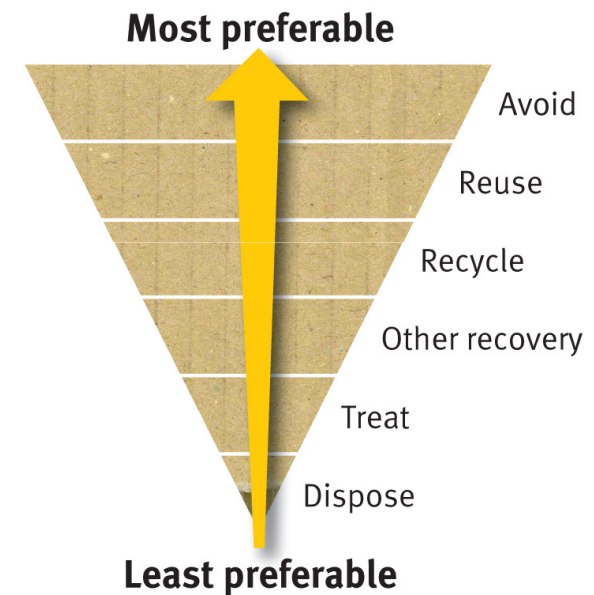 Most preferable
Avoid
Reuse
Recycle
Other recovery
Treat
Dispose
Least preferable